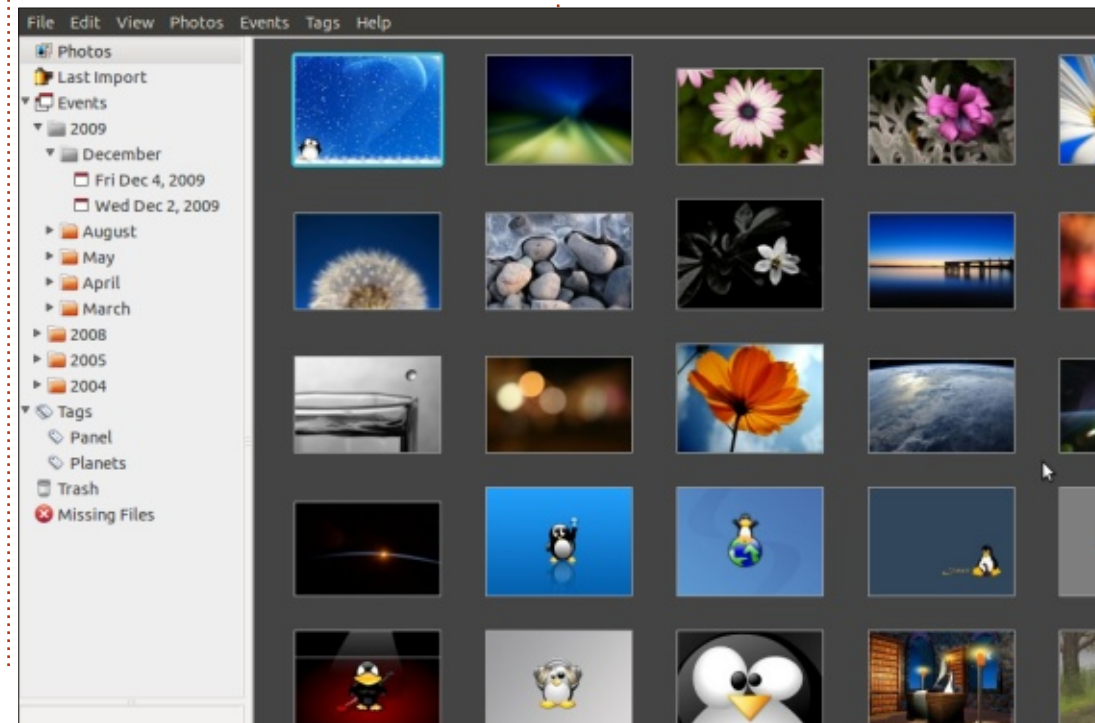 File Edit View Photos Events Tags Help
Photos
Last Import
Events
2009
December
Fri Dec 4, 2009
Wed Dec 2, 2009
August
May
April
March
2008
2005
2004
Tags
Panel
Planets
Trash
Missing Files